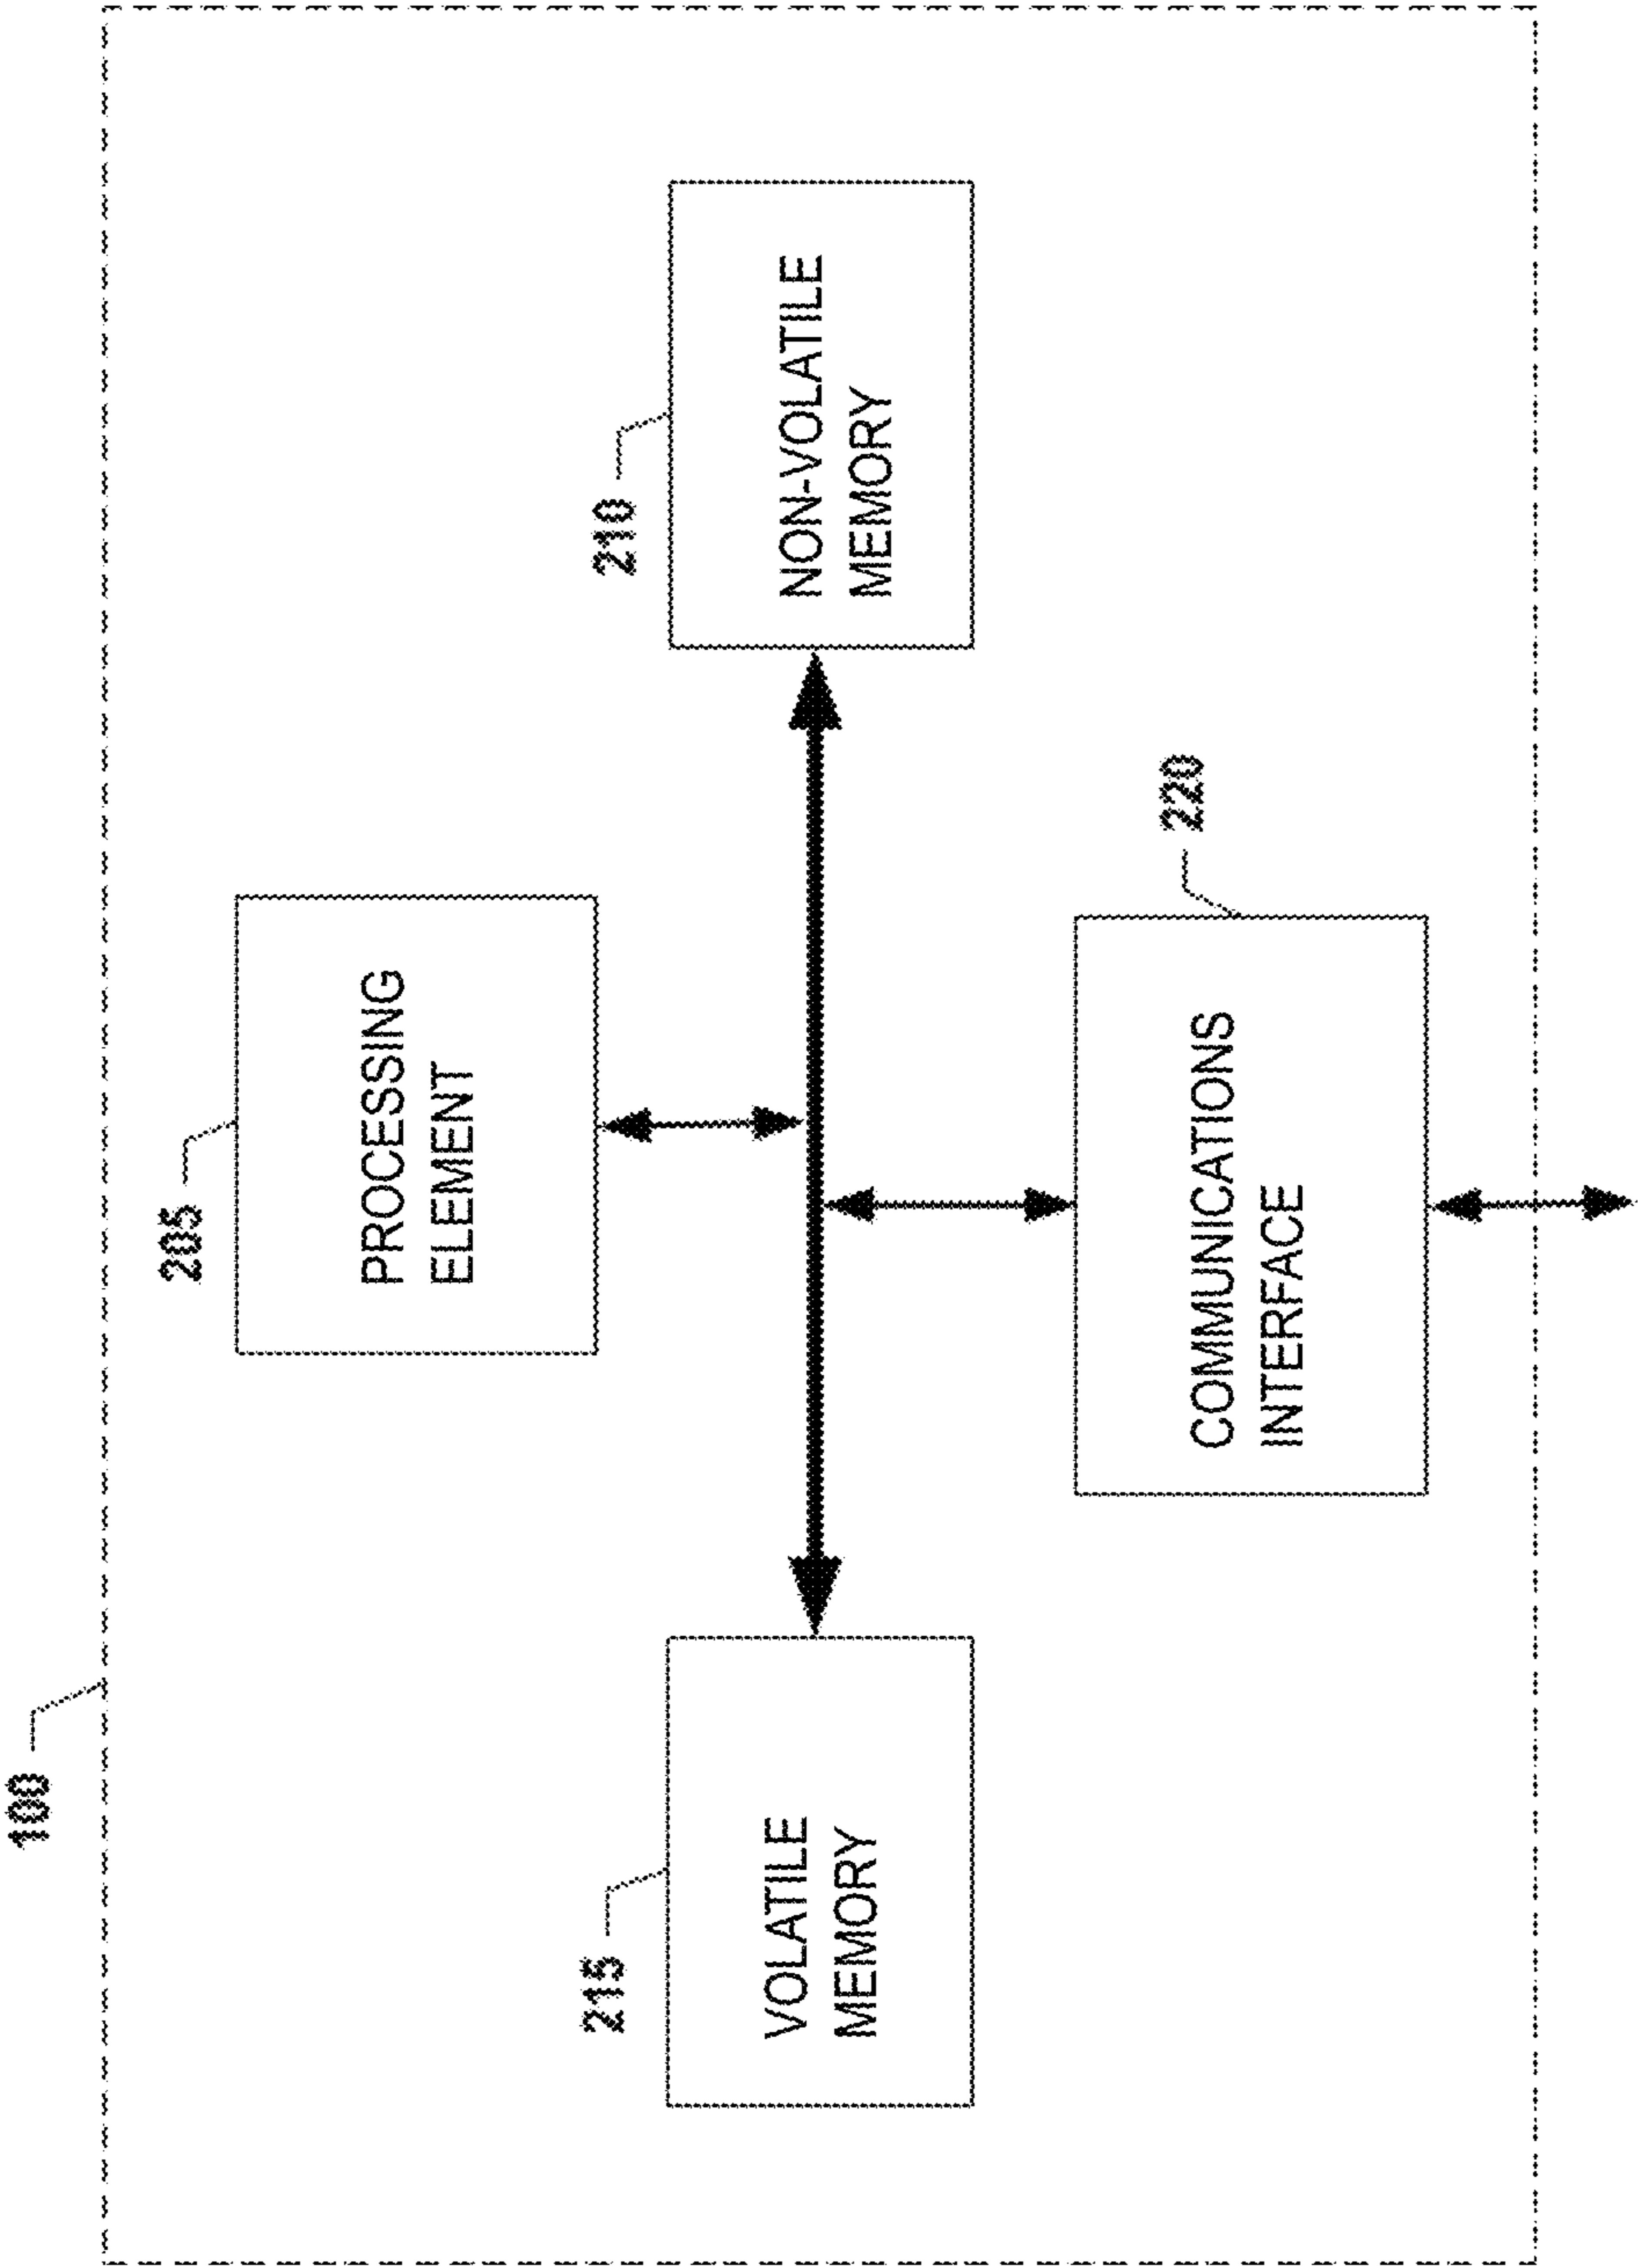 100
205
PROCESSING
ELEMENT
215
VOLATILE
MEMORY
210
NON-VOLATILE
MEMORY
220
COMMUNICATIONS
INTERFACE